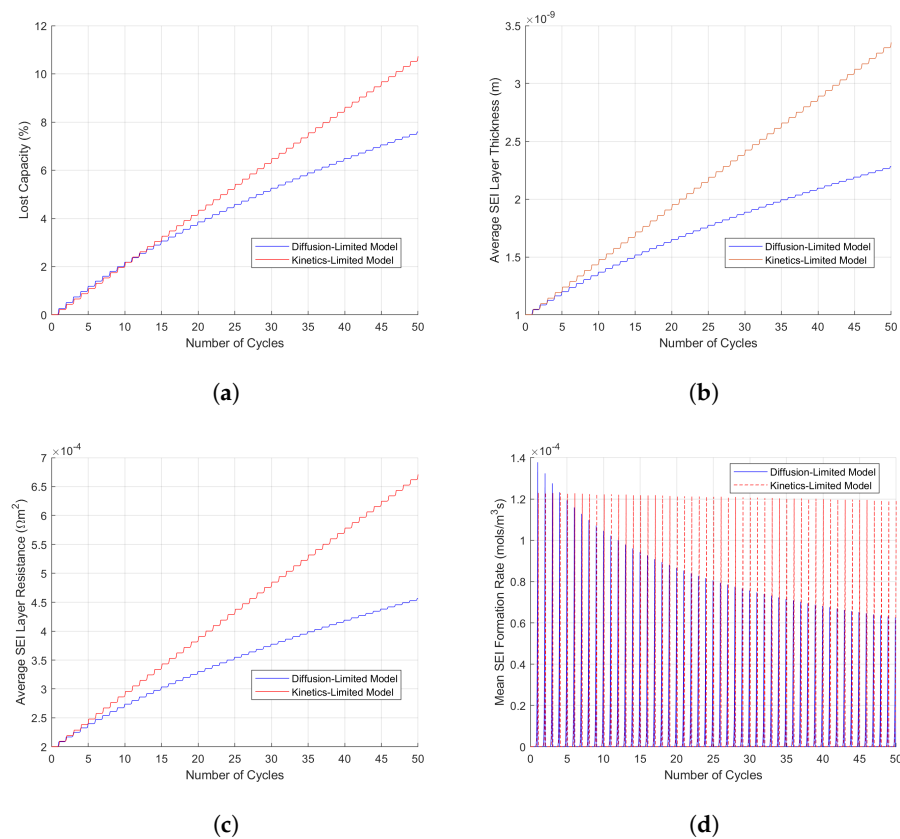 12
10
8
6
4
2
0
Lost Capacity (%)
Diffusion-Limited Model
Kinetics-Limited Model
0 5 10 15 20 25 30 35 40 45 50
Number of Cycles
(a)
×10⁻⁹
3.5
3
2.5
2
1.5
1
Average SEI Layer Thickness (m)
Diffusion-Limited Model
Kinetics-Limited Model
0 5 10 15 20 25 30 35 40 45 50
Number of Cycles
(b)
×10⁻⁴
7
6.5
6
5.5
5
4.5
4
3.5
3
2.5
2
Average SEI Layer Resistance (Ωm²)
Diffusion-Limited Model
Kinetics-Limited Model
0 5 10 15 20 25 30 35 40 45 50
Number of Cycles
(c)
×10⁻⁴
1.4
1.2
1
0.8
0.6
0.4
0.2
0
Mean SEI Formation Rate (mols/m³s)
Diffusion-Limited Model
Kinetics-Limited Model
0 5 10 15 20 25 30 35 40 45 50
Number of Cycles
(d)